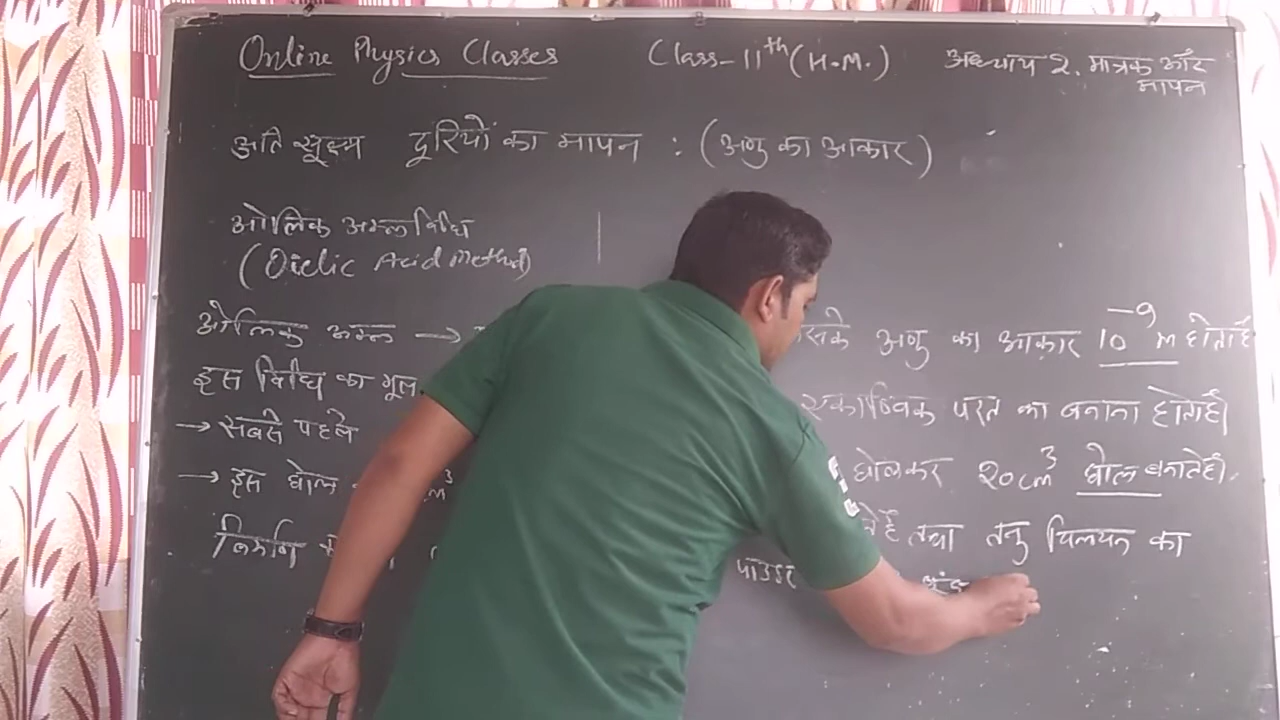 Online Physics Classes Class-11th (H.M.) अध्याय 2. मात्रक और
मापन
अति सूक्ष्म दूरियों का मापन : (अणु का आकार)
ओलिक अम्ल विधि
(Oielic Acid Method)
ओलिक अम्ल → सके अणु का आकार 10⁻⁹ m होता है
इस विधि का मूल एकाण्विक परत का बनाना होता है।
→ सबसे पहले
→ इस घोल cm³ घोलकर 20cm³ घोल बनाते है।
निर्माण है तथा तनु विलयन का
पाउडर बूंद